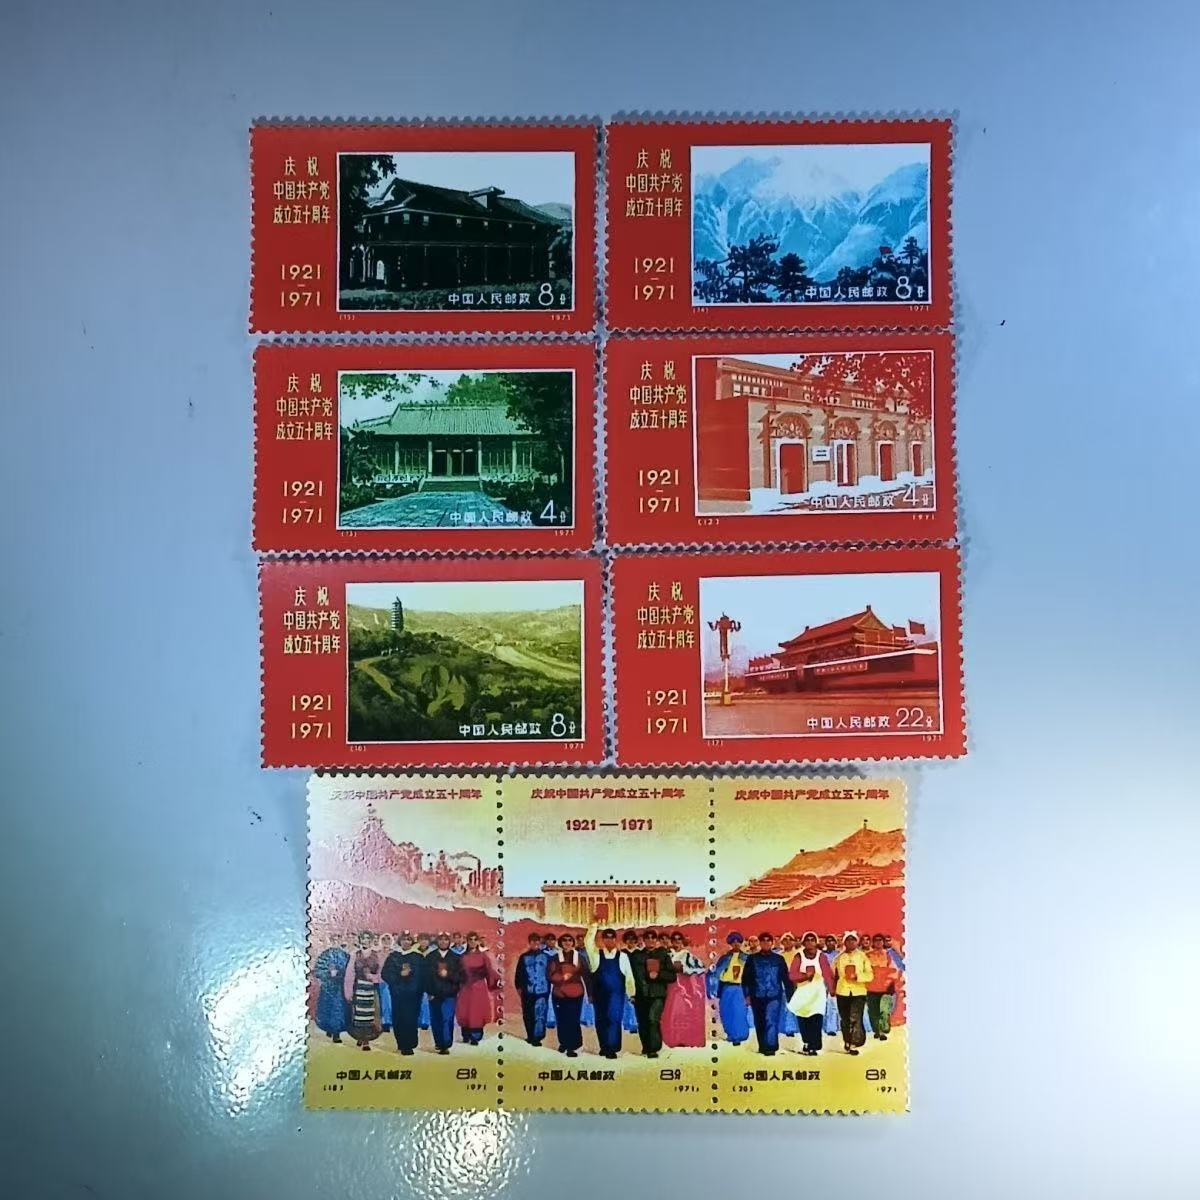 庆祝
中国共产党
成立五十周年
1921
-
1971
中国人民邮政 8分
(15) 1971
庆祝
中国共产党
成立五十周年
1921
-
1971
中国人民邮政 8分
(14) 1971
庆祝
中国共产党
成立五十周年
1921
-
1971
中国人民邮政 4分
(13) 1971
庆祝
中国共产党
成立五十周年
1921
-
1971
中国人民邮政 4分
(12) 1971
庆祝
中国共产党
成立五十周年
1921
-
1971
中国人民邮政 8分
(16) 1971
庆祝
中国共产党
成立五十周年
1921
-
1971
中国人民邮政 22分
(17) 1971
庆祝中国共产党成立五十周年
中国人民邮政 8分
(18) 1971
庆祝中国共产党成立五十周年
1921—1971
中国人民邮政 8分
(19) 1971
庆祝中国共产党成立五十周年
中国人民邮政 8分
(20) 1971